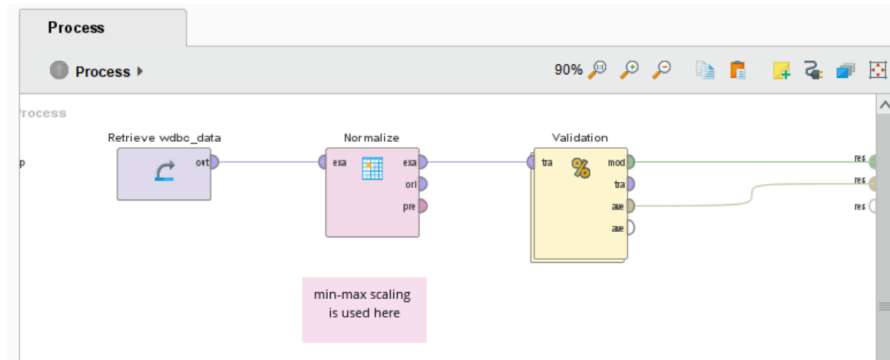 Process
Process
90%
rocess
Retrieve wdbc_data
Normalize
Validation
p
out
exa
exa
ori
pre
tra
mod
tra
ave
ave
res
res
res
min-max scaling
is used here